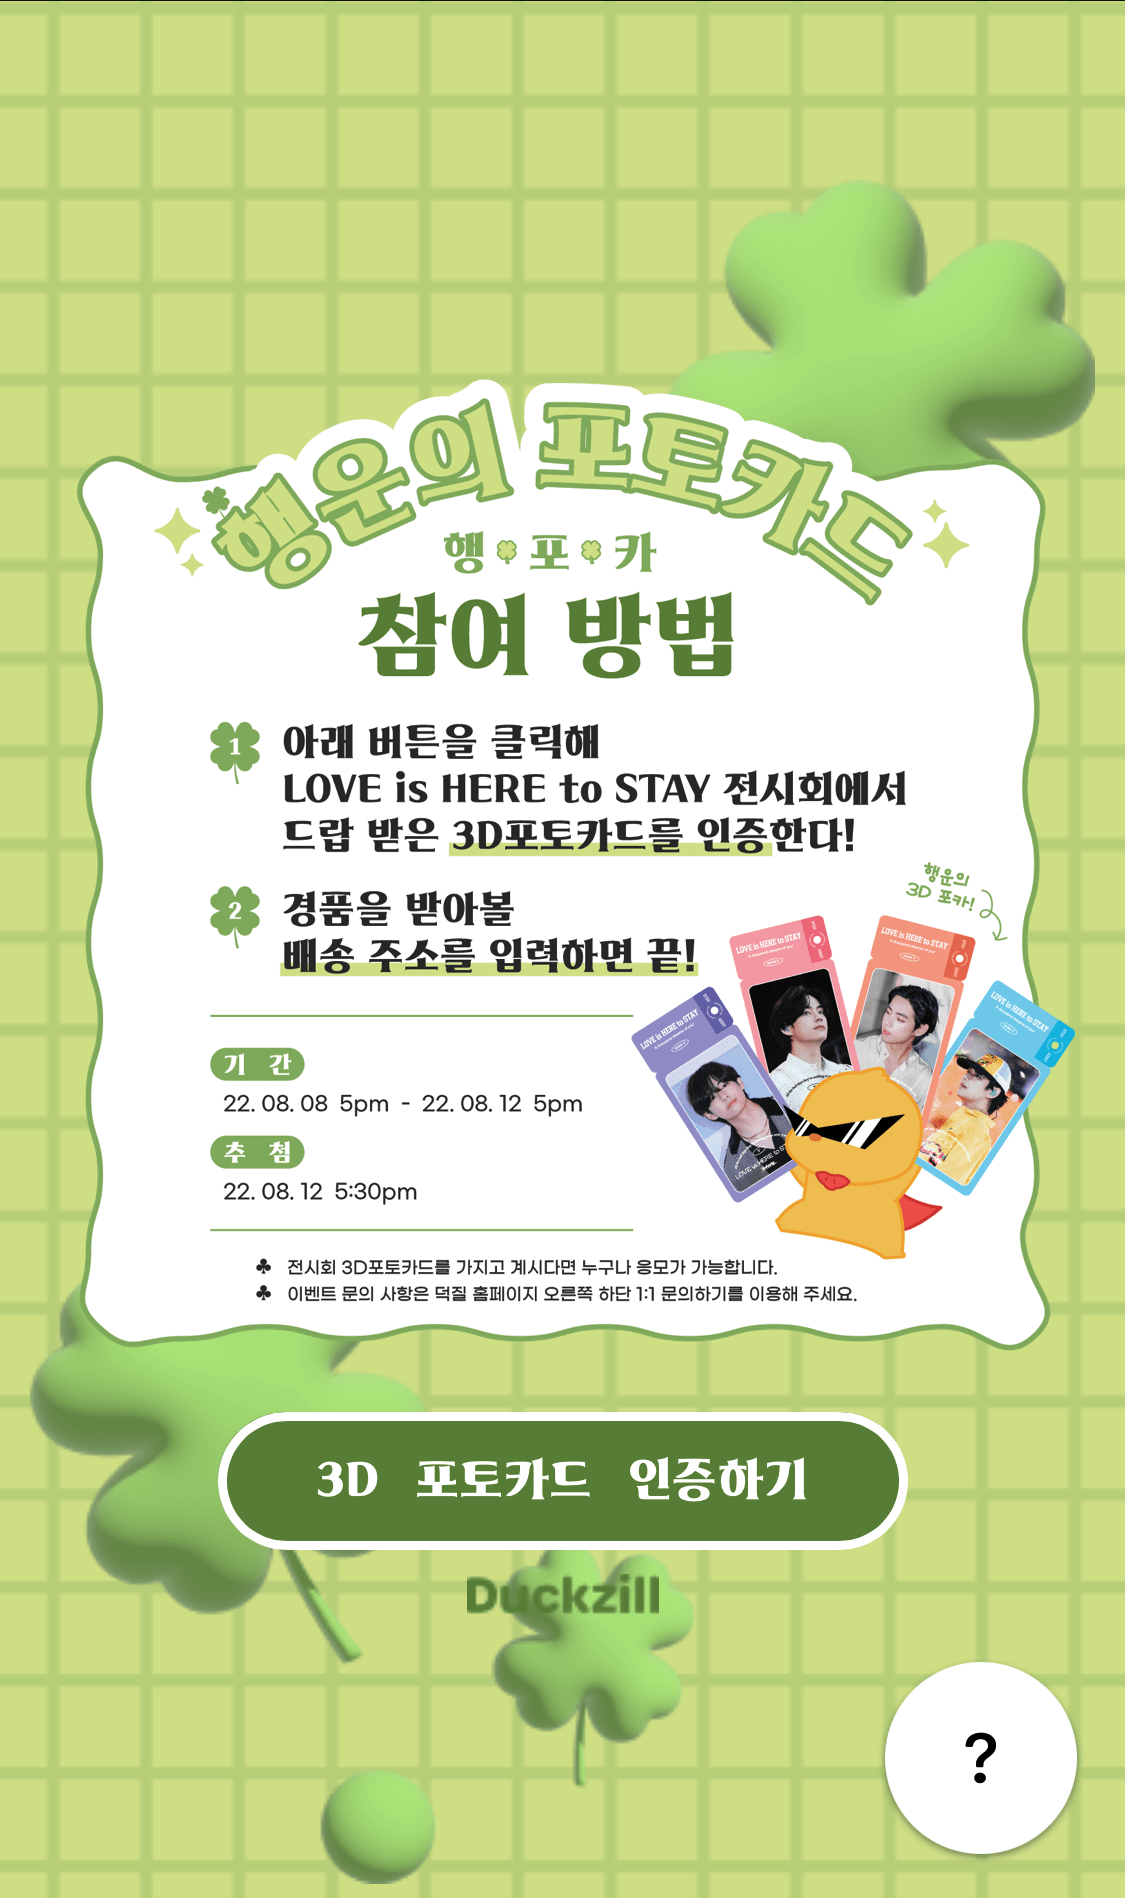 행운의 포토카드
행 포 카
참여 방법
1 아래 버튼을 클릭해
LOVE is HERE to STAY 전시회에서
드랍 받은 3D포토카드를 인증한다!
2 경품을 받아볼
배송 주소를 입력하면 끝!
행운의
3D 포카!
LOVE is HERE to STAY
LOVE is HERE to STAY
LOVE is HERE to STAY
LOVE is HERE to STAY
기 간
22. 08. 08 5pm - 22. 08. 12 5pm
추 첨
22. 08. 12 5:30pm
♣ 전시회 3D포토카드를 가지고 계시다면 누구나 응모가 가능합니다.
♣ 이벤트 문의 사항은 덕질 홈페이지 오른쪽 하단 1:1 문의하기를 이용해 주세요.
3D 포토카드 인증하기
Duckzill
?